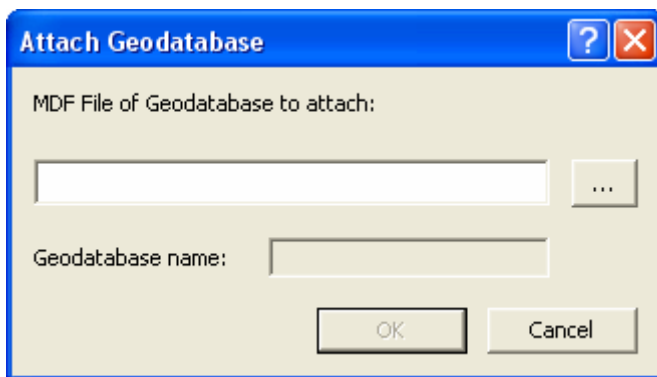 Attach Geodatabase
MDF File of Geodatabase to attach:
...
Geodatabase name:
OK Cancel